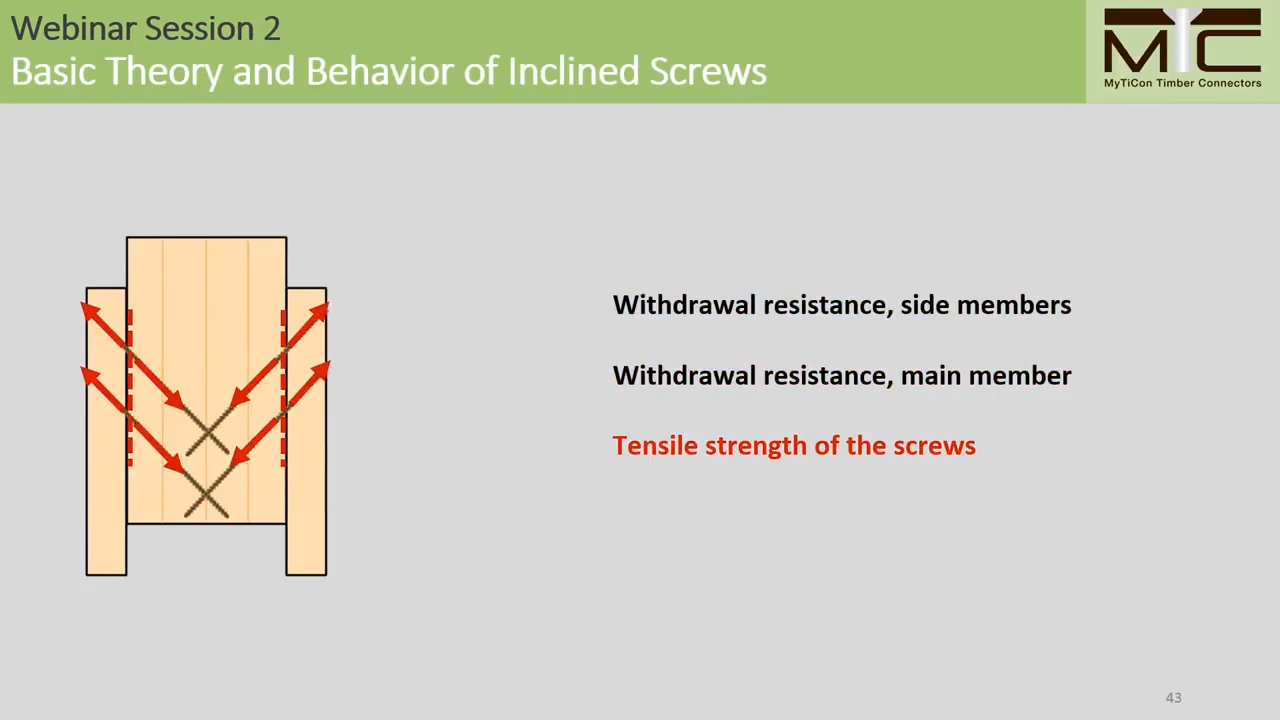 Webinar Session 2
Basic Theory and Behavior of Inclined Screws
MTC
MyTiCon Timber Connectors
Withdrawal resistance, side members
Withdrawal resistance, main member
Tensile strength of the screws
43